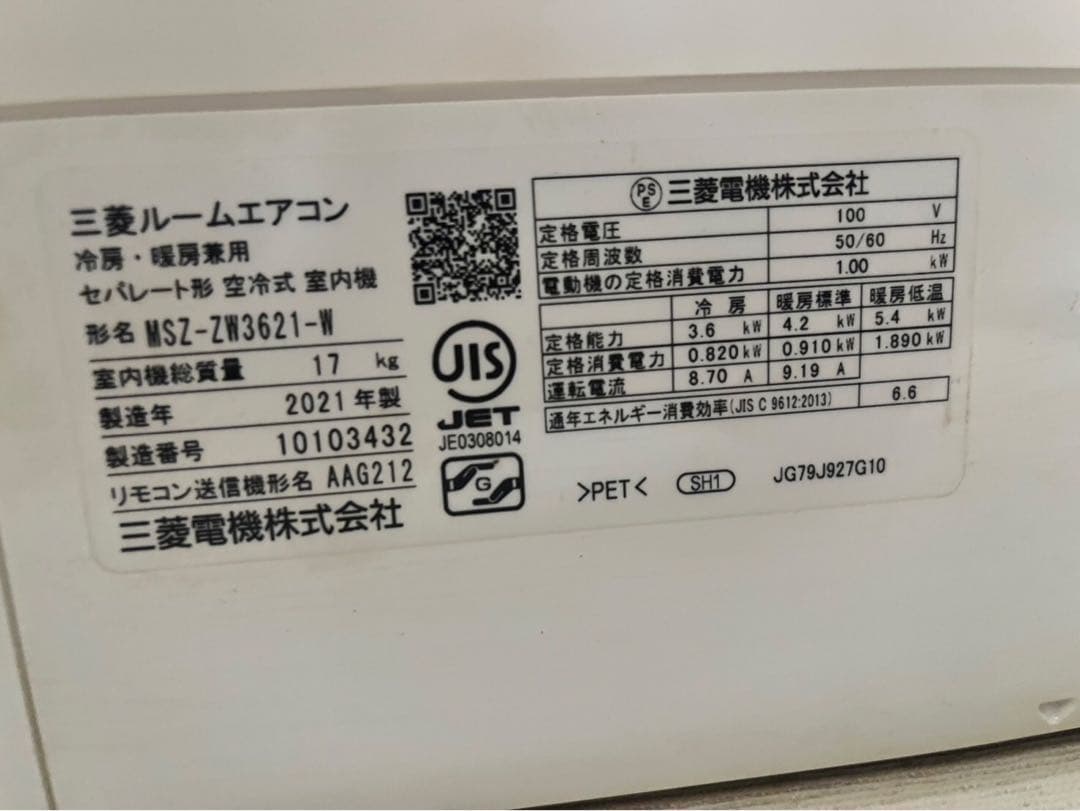 三菱ルームエアコン
冷房・暖房兼用
セパレート形 空冷式 室内機
形名 MSZ-ZW3621-W
室内機総質量 17 kg
製造年 2021 年製
製造番号 10103432
リモコン送信機形名 AAG212
三菱電機株式会社
JIS
JET
JE0308014
G
PSE 三菱電機株式会社
定格電圧 100 V
定格周波数 50/60 Hz
電動機の定格消費電力 1.00 kW
冷房 暖房標準 暖房低温
定格能力 3.6 kW 4.2 kW 5.4 kW
定格消費電力 0.820 kW 0.910 kW 1.890 kW
運転電流 8.70 A 9.19 A
通年エネルギー消費効率(JIS C 9612:2013) 6.6
>PET< SH1 JG79J927G10